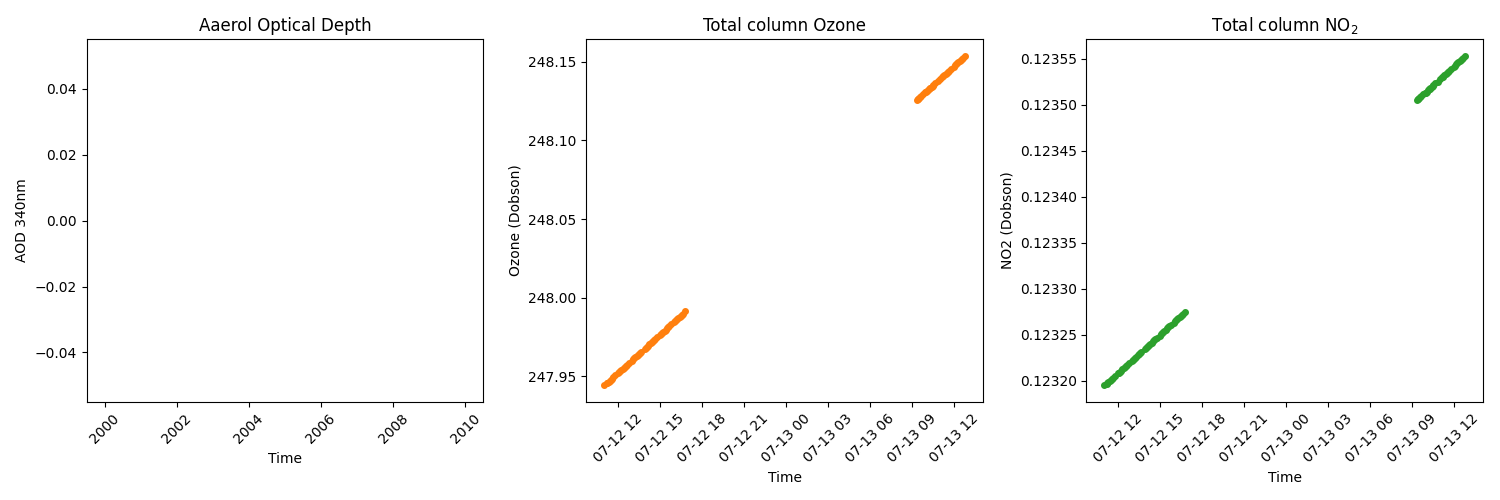 Aaerol Optical Depth
AOD 340nm
0.04
0.02
0.00
−0.02
−0.04
2000 2002 2004 2006 2008 2010
Time
Total column Ozone
Ozone (Dobson)
248.15
248.10
248.05
248.00
247.95
07-12 12 07-12 15 07-12 18 07-12 21 07-13 00 07-13 03 07-13 06 07-13 09 07-13 12
Time
Total column NO₂
NO2 (Dobson)
0.12355
0.12350
0.12345
0.12340
0.12335
0.12330
0.12325
0.12320
07-12 12 07-12 15 07-12 18 07-12 21 07-13 00 07-13 03 07-13 06 07-13 09 07-13 12
Time